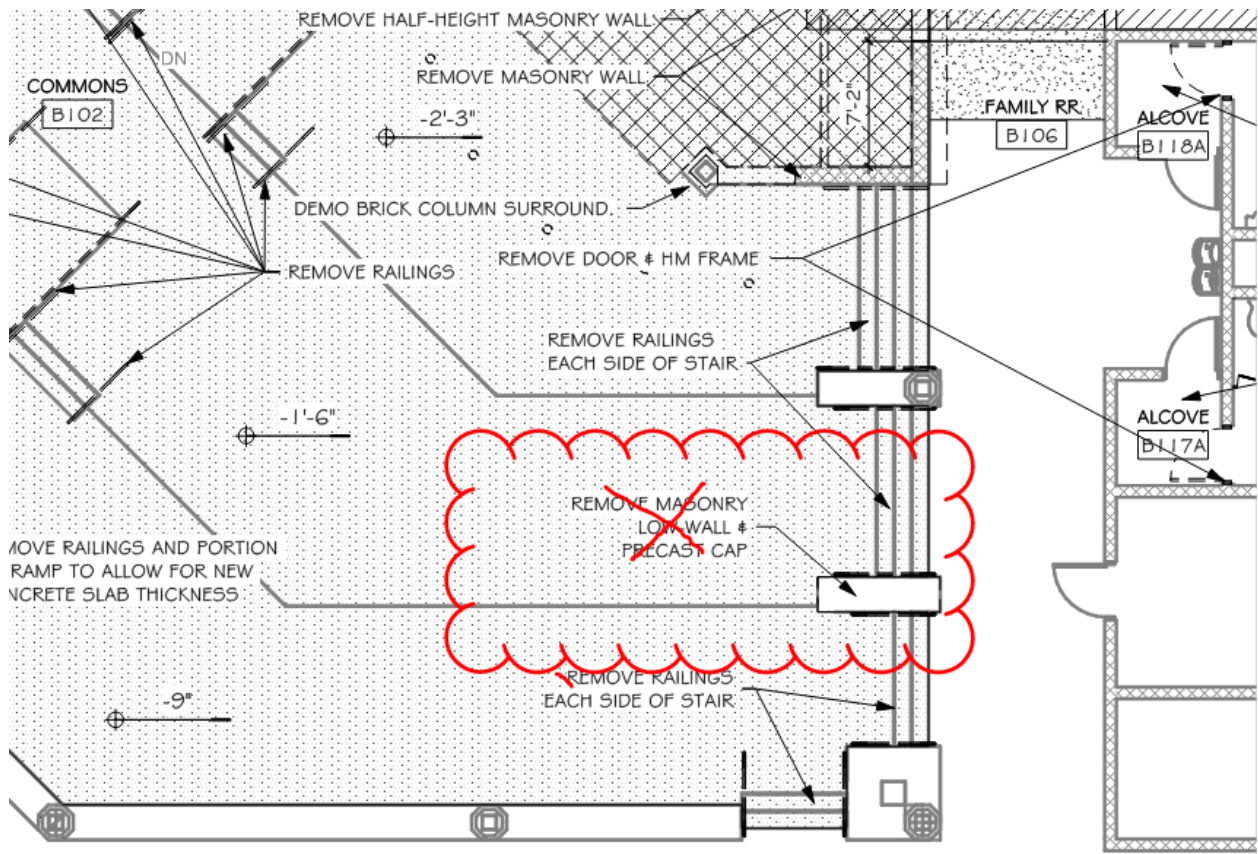 REMOVE HALF-HEIGHT MASONRY WALL
DN
REMOVE MASONRY WALL
COMMONS
B102
-2'-3"
7'-2"
FAMILY RR.
B106
ALCOVE
B118A
DEMO BRICK COLUMN SURROUND.
REMOVE DOOR & HM FRAME
REMOVE RAILINGS
REMOVE RAILINGS
EACH SIDE OF STAIR
-1'-6"
ALCOVE
B117A
REMOVE MASONRY
LOW WALL &
PRECAST CAP
MOVE RAILINGS AND PORTION
RAMP TO ALLOW FOR NEW
NCRETE SLAB THICKNESS
REMOVE RAILINGS
EACH SIDE OF STAIR
-9"